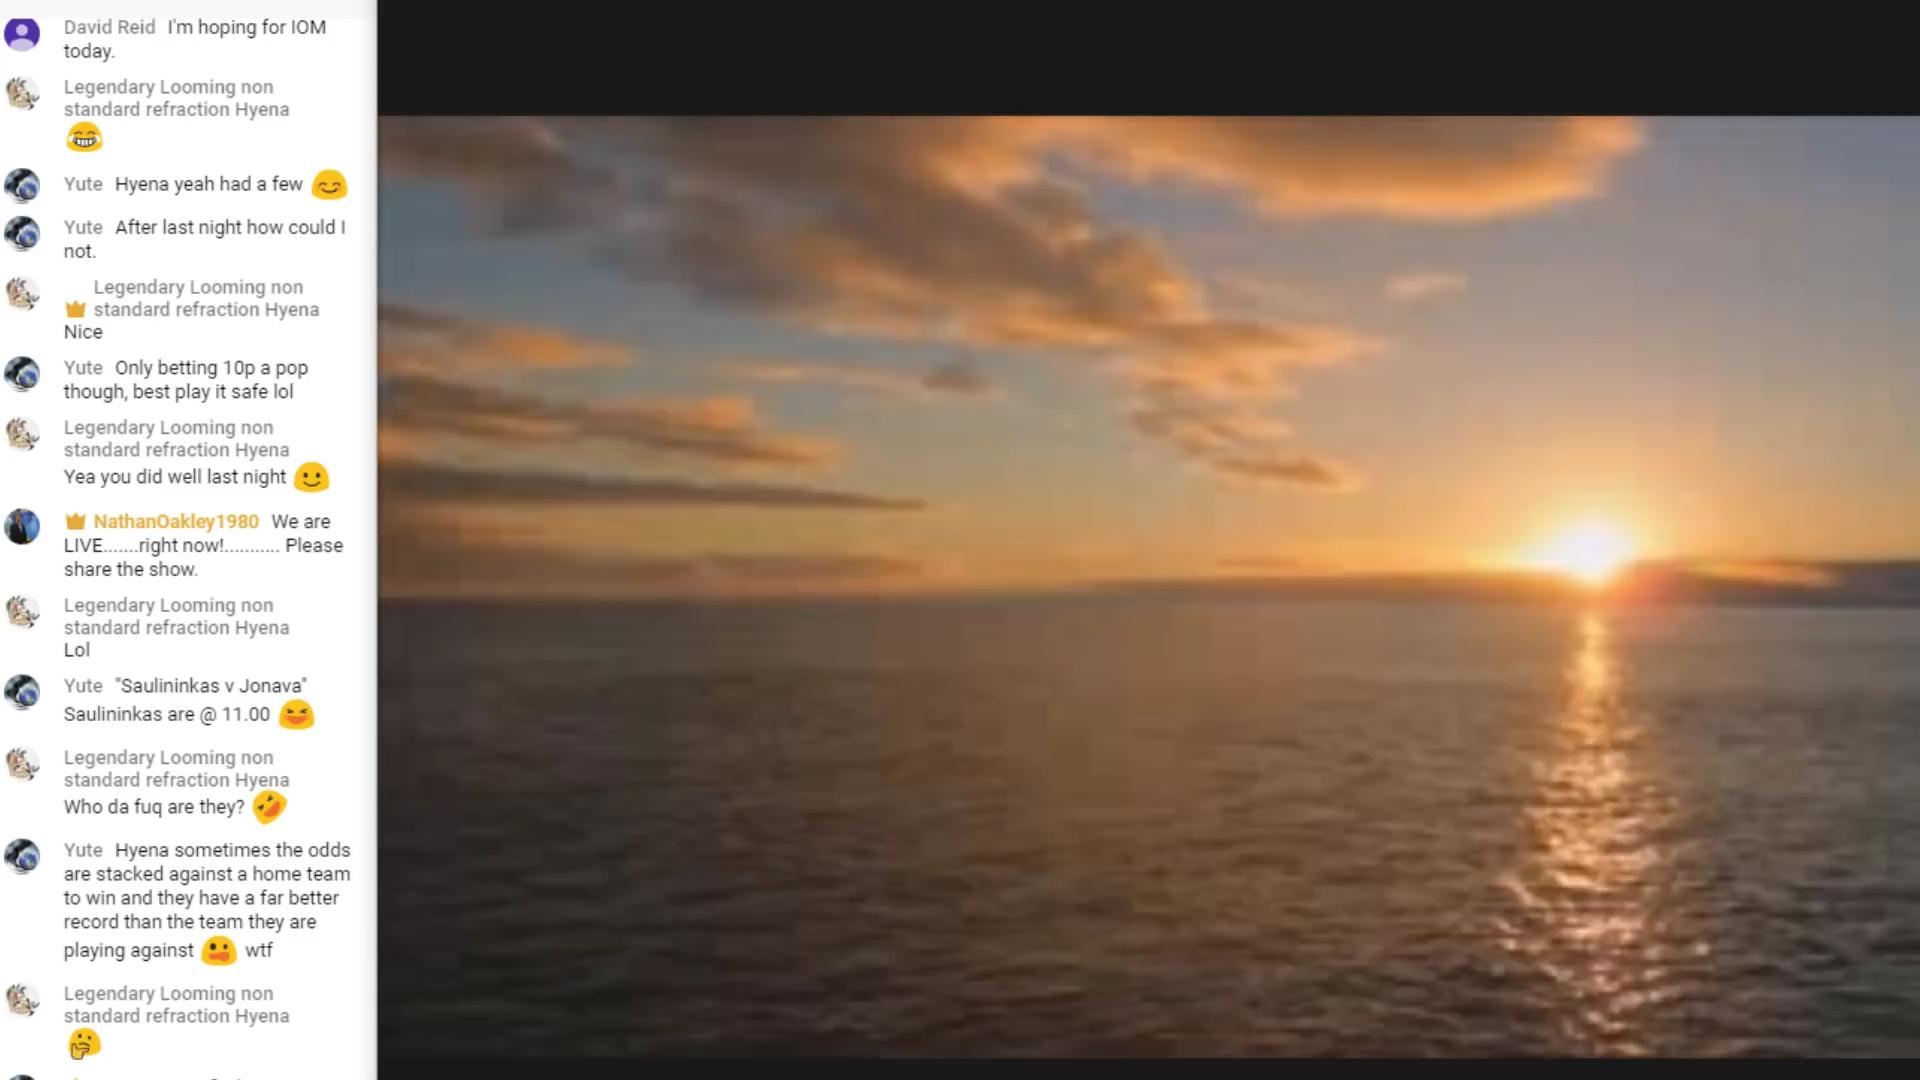 David Reid I'm hoping for IOM
today.
Legendary Looming non
standard refraction Hyena
Yute Hyena yeah had a few
Yute After last night how could I
not.
Legendary Looming non
standard refraction Hyena
Nice
Yute Only betting 10p a pop
though, best play it safe lol
Legendary Looming non
standard refraction Hyena
Yea you did well last night
NathanOakley1980 We are
LIVE.......right now!........... Please
share the show.
Legendary Looming non
standard refraction Hyena
Lol
Yute "Saulininkas v Jonava"
Saulininkas are @ 11.00
Legendary Looming non
standard refraction Hyena
Who da fuq are they?
Yute Hyena sometimes the odds
are stacked against a home team
to win and they have a far better
record than the team they are
playing against wtf
Legendary Looming non
standard refraction Hyena